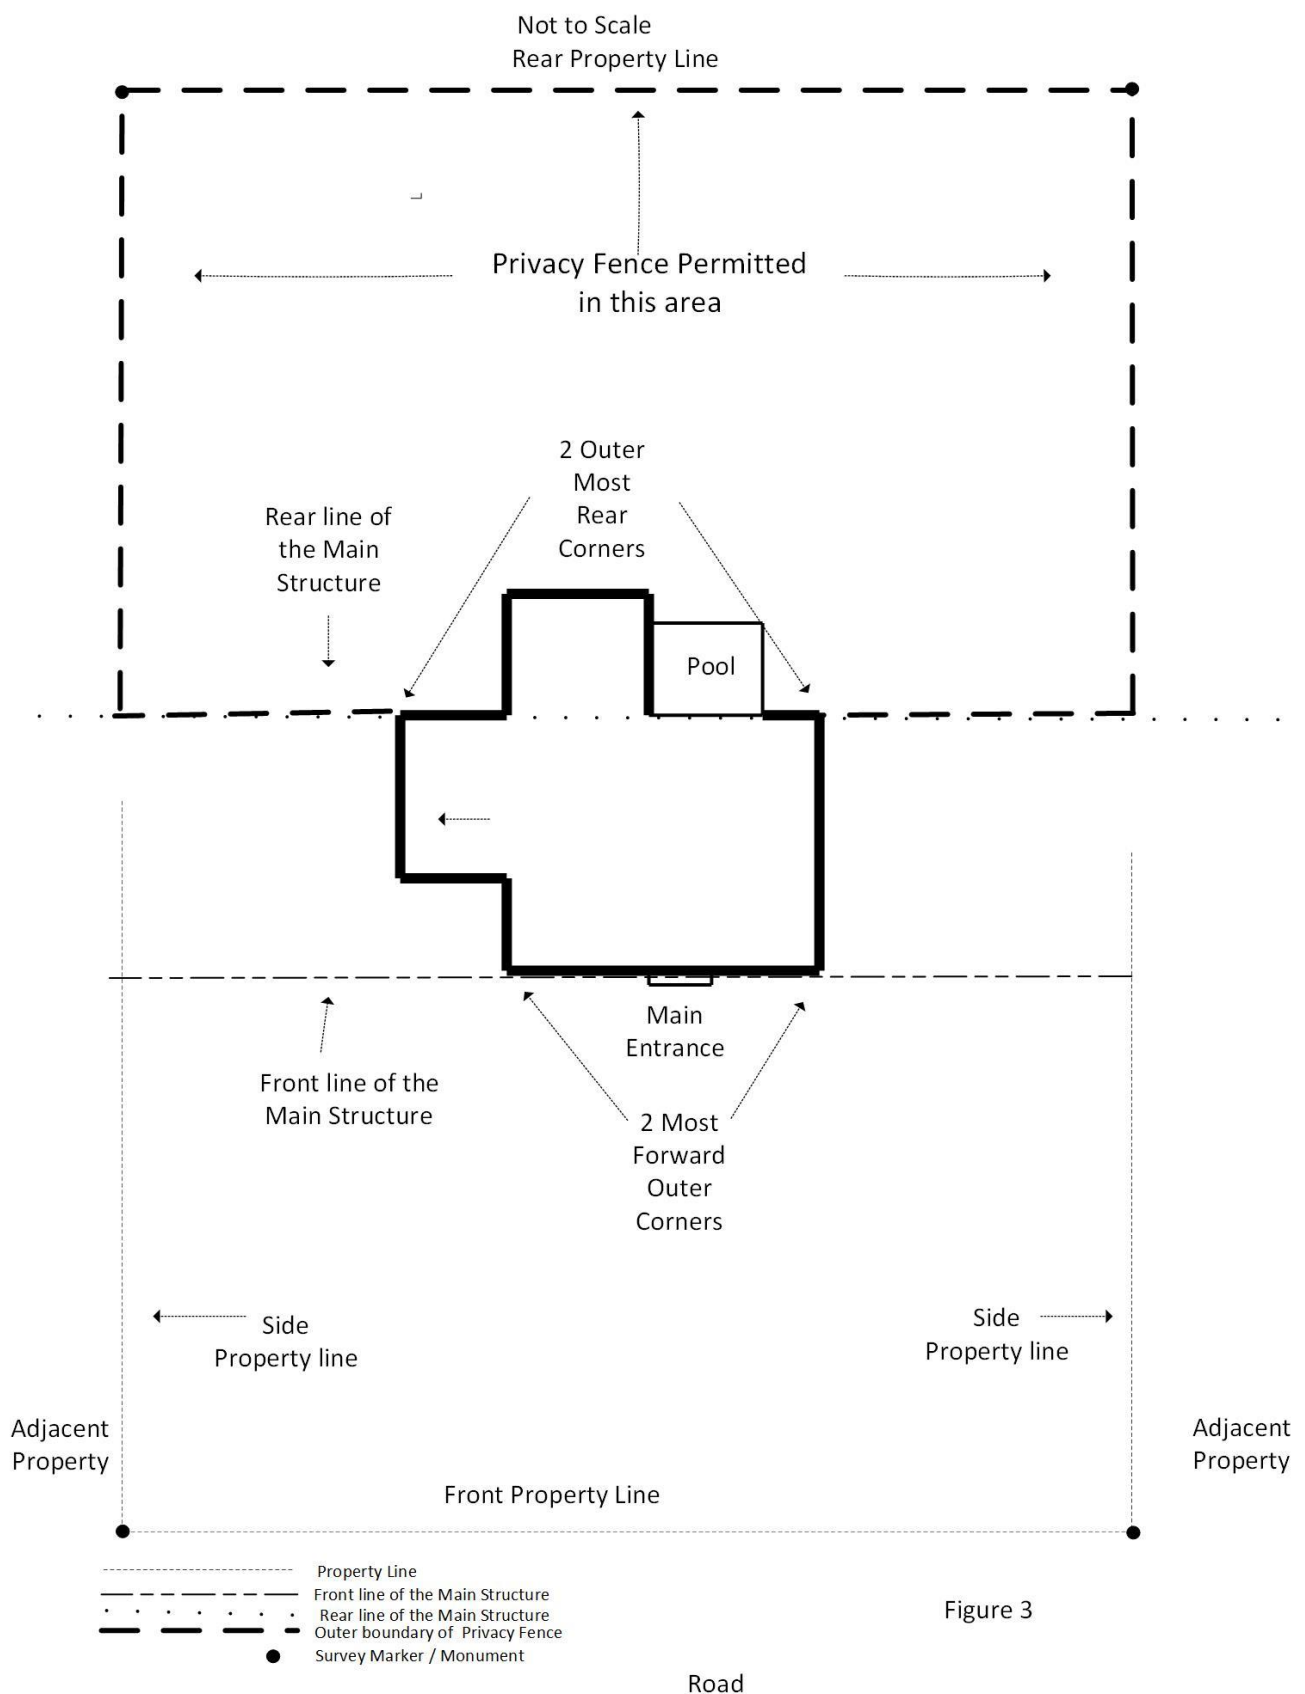 Not to Scale
Rear Property Line
Privacy Fence Permitted
in this area
2 Outer
Most
Rear
Corners
Rear line of
the Main
Structure
Pool
Main
Entrance
Front line of the
Main Structure
2 Most
Forward
Outer
Corners
Side
Property line
Side
Property line
Adjacent
Property
Adjacent
Property
Front Property Line
Property Line
Front line of the Main Structure
Rear line of the Main Structure
Outer boundary of Privacy Fence
Survey Marker / Monument
Figure 3
Road